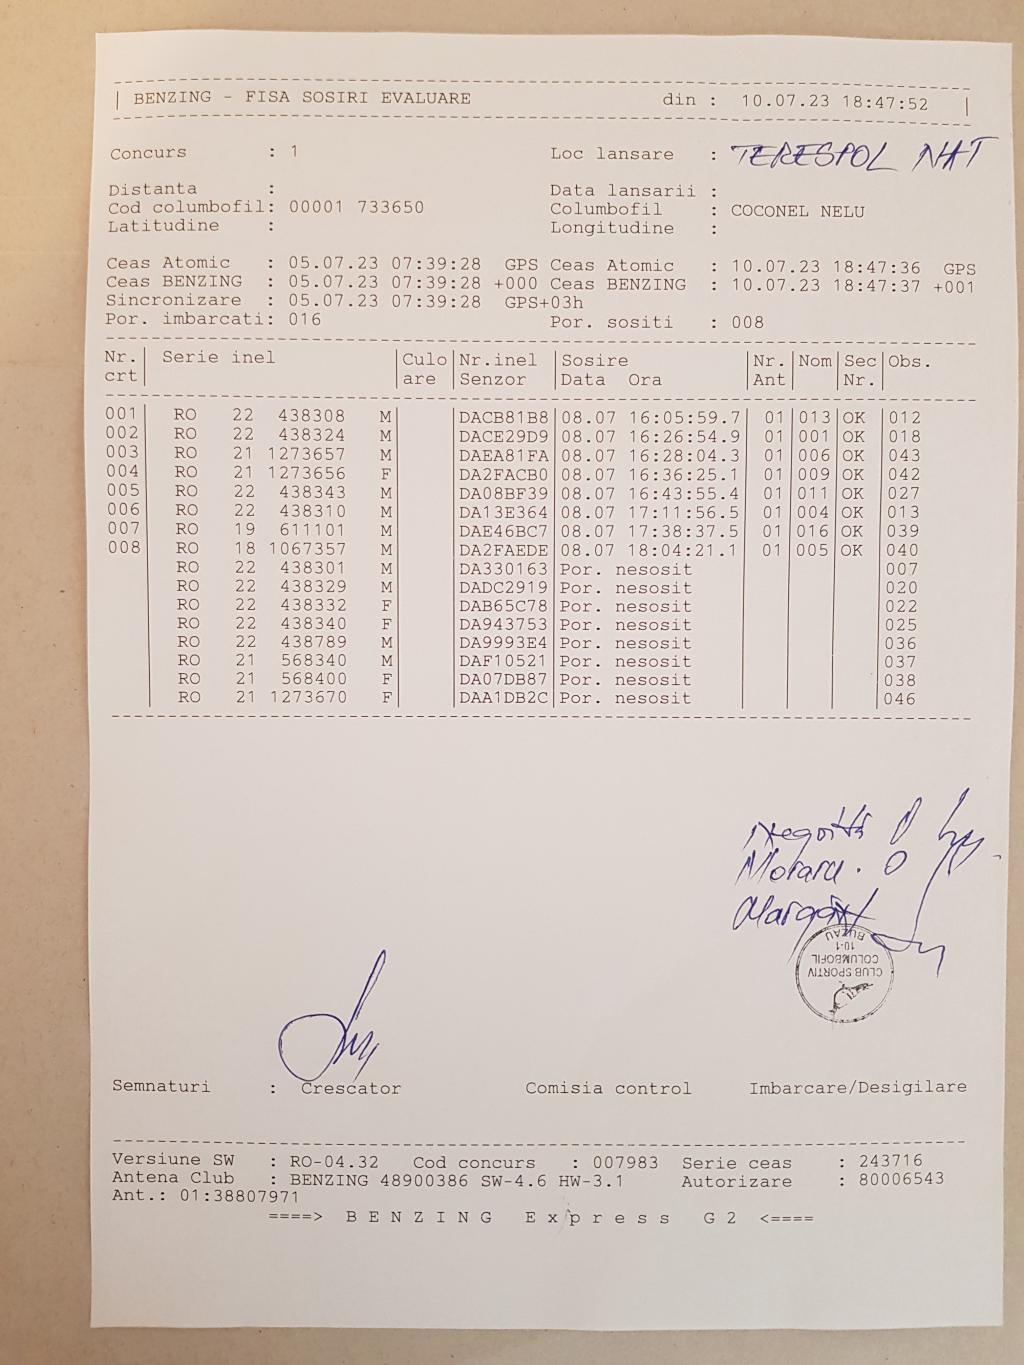 BENZING - FISA SOSIRI EVALUARE din : 10.07.23 18:47:52
Concurs : 1 Loc lansare : TERESPOL NAT
Distanta : Data lansarii :
Cod columbofil: 00001 733650 Columbofil : COCONEL NELU
Latitudine : Longitudine :
Ceas Atomic : 05.07.23 07:39:28 GPS Ceas Atomic : 10.07.23 18:47:36 GPS
Ceas BENZING : 05.07.23 07:39:28 +000 Ceas BENZING : 10.07.23 18:47:37 +001
Sincronizare : 05.07.23 07:39:28 GPS+03h
Por. imbarcati: 016 Por. sositi : 008
Nr. | Serie inel | Culo | Nr.inel | Sosire | Nr. | Nom | Sec | Obs.
crt | | are | Senzor | Data Ora | Ant | | Nr. |
001 | RO 22 438308 M | | DACB81B8 | 08.07 16:05:59.7 | 01 | 013 | OK | 012
002 | RO 22 438324 M | | DACE29D9 | 08.07 16:26:54.9 | 01 | 001 | OK | 018
003 | RO 21 1273657 M | | DAEA81FA | 08.07 16:28:04.3 | 01 | 006 | OK | 043
004 | RO 21 1273656 F | | DA2FACB0 | 08.07 16:36:25.1 | 01 | 009 | OK | 042
005 | RO 22 438343 M | | DA08BF39 | 08.07 16:43:55.4 | 01 | 011 | OK | 027
006 | RO 22 438310 M | | DA13E364 | 08.07 17:11:56.5 | 01 | 004 | OK | 013
007 | RO 19 611101 M | | DAE46BC7 | 08.07 17:38:37.5 | 01 | 016 | OK | 039
008 | RO 18 1067357 M | | DA2FAEDE | 08.07 18:04:21.1 | 01 | 005 | OK | 040
RO 22 438301 M | | DA330163 | Por. nesosit | | | | 007
RO 22 438329 M | | DADC2919 | Por. nesosit | | | | 020
RO 22 438332 F | | DAB65C78 | Por. nesosit | | | | 022
RO 22 438340 F | | DA943753 | Por. nesosit | | | | 025
RO 22 438789 M | | DA9993E4 | Por. nesosit | | | | 036
RO 21 568340 M | | DAF10521 | Por. nesosit | | | | 037
RO 21 568400 F | | DA07DB87 | Por. nesosit | | | | 038
RO 21 1273670 F | | DAA1DB2C | Por. nesosit | | | | 046
CLUB SPORTIV
COLUMBOFIL
10-1
BUZAU
Semnaturi : Crescator Comisia control Imbarcare/Desigilare
Versiune SW : RO-04.32 Cod concurs : 007983 Serie ceas : 243716
Antena Club : BENZING 48900386 SW-4.6 HW-3.1 Autorizare : 80006543
Ant.: 01:38807971
====> B E N Z I N G E x p r e s s G 2 <====